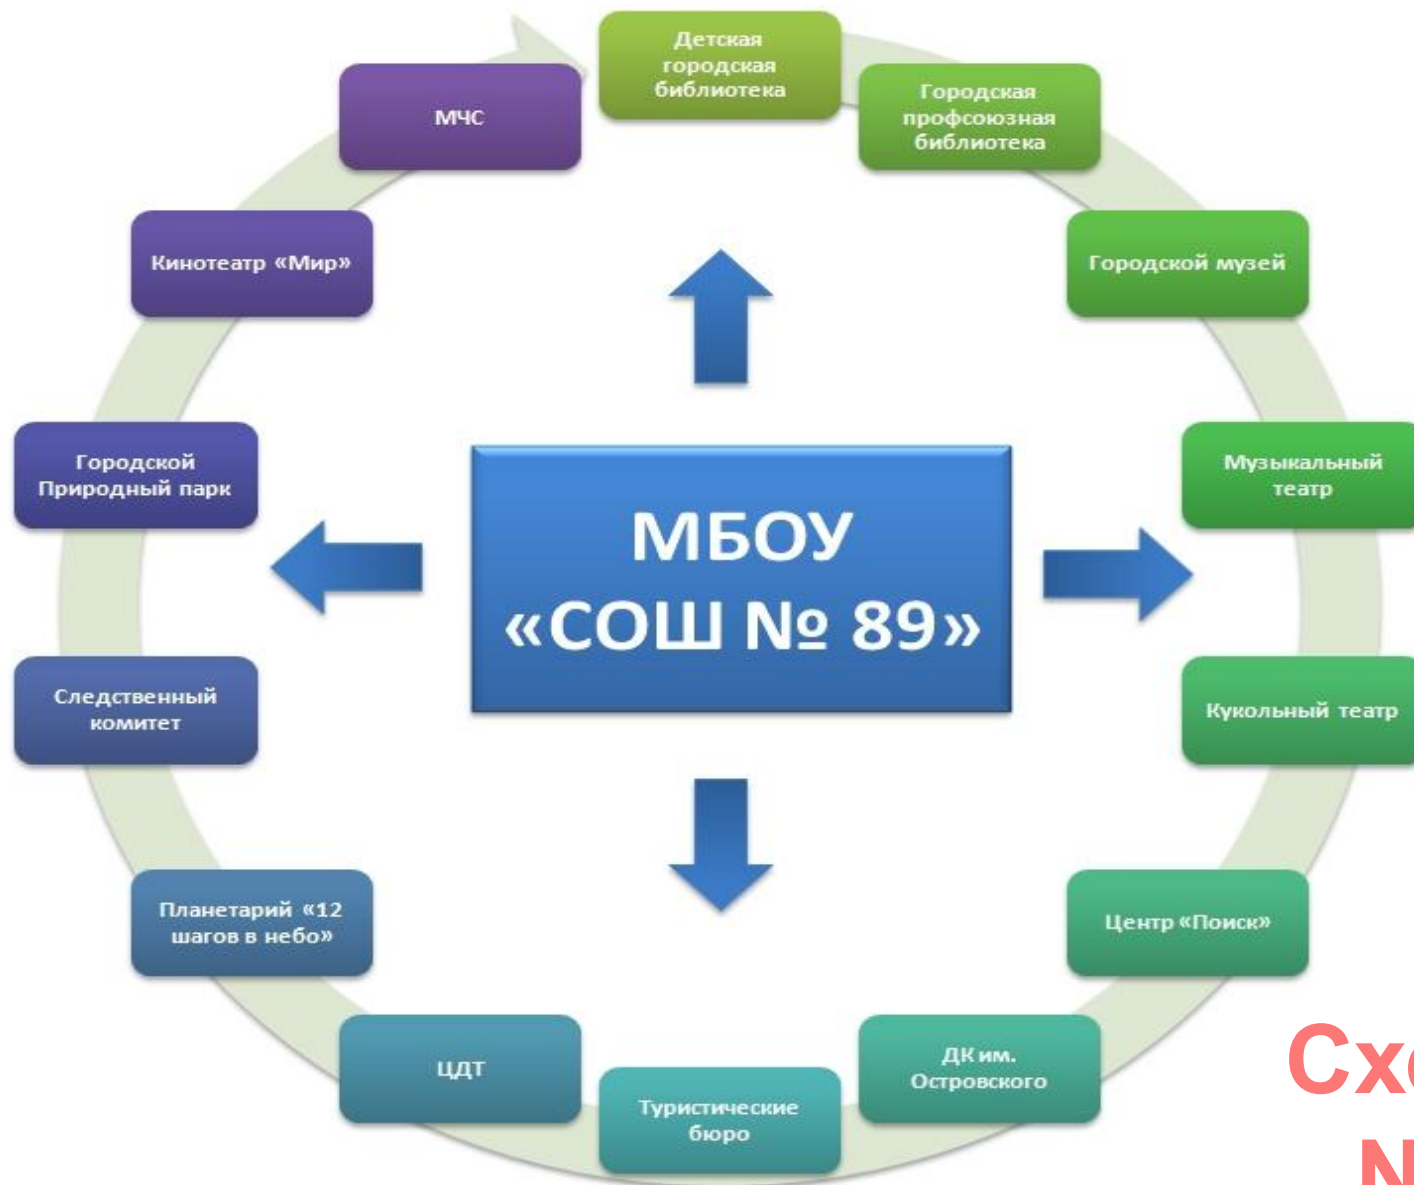 Детская
городская
библиотека
Городская
профсоюзная
библиотека
Городской музей
Музыкальный
театр
Кукольный театр
Центр «Поиск»
ДК им.
Островского
Туристические
бюро
ЦДТ
Планетарий «12
шагов в небо»
Следственный
комитет
Городской
Природный парк
Кинотеатр «Мир»
МЧС
МБОУ
«СОШ № 89»